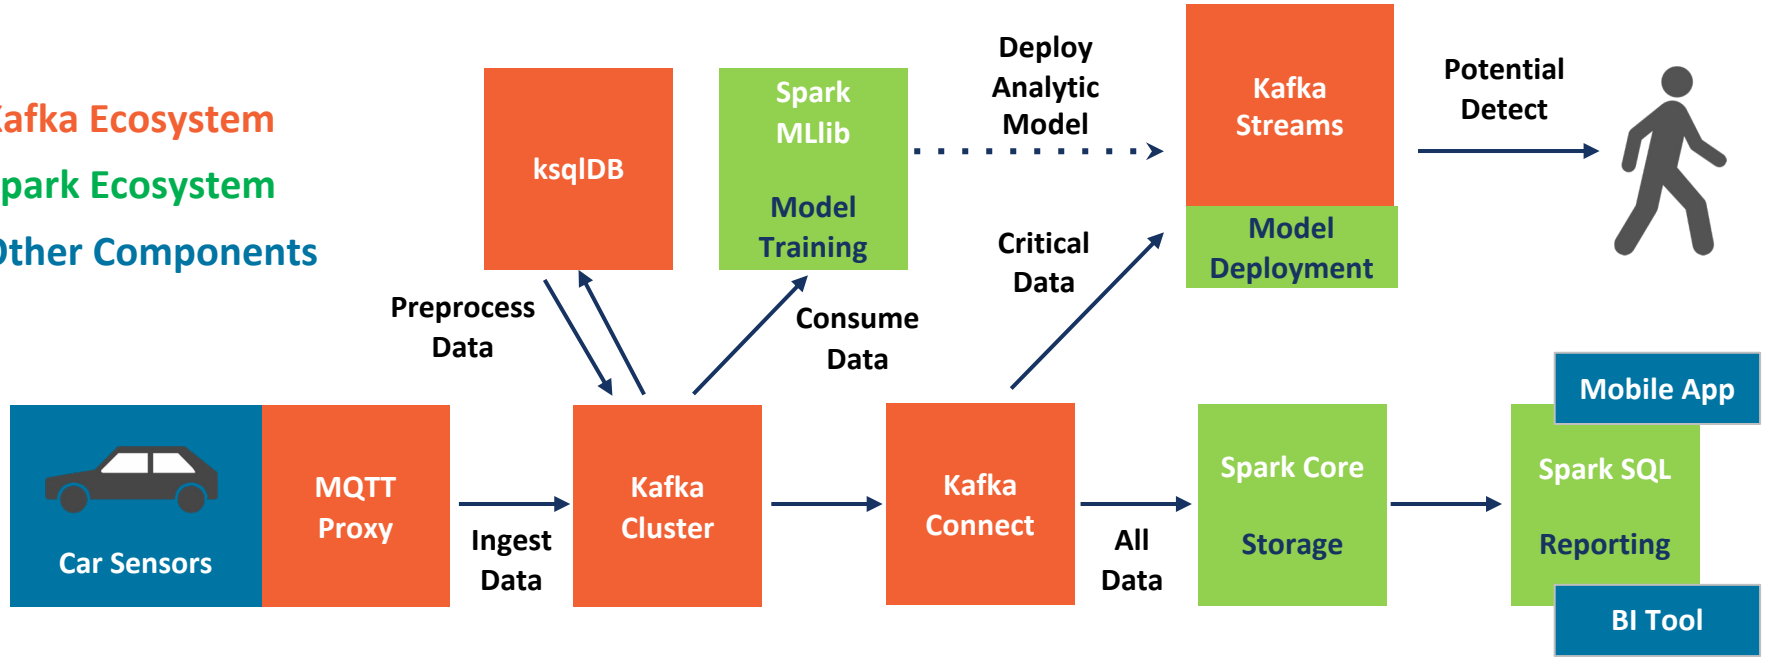 Kafka Ecosystem
park Ecosystem
Other Components
ksqlDB
Spark
MLlib
Model
Training
Deploy
Analytic
Model
Kafka
Streams
Model
Deployment
Potential
Detect
Preprocess
Data
Consume
Data
Critical
Data
Car Sensors
MQTT
Proxy
Ingest
Data
Kafka
Cluster
Kafka
Connect
All
Data
Spark Core
Storage
Mobile App
Spark SQL
Reporting
BI Tool